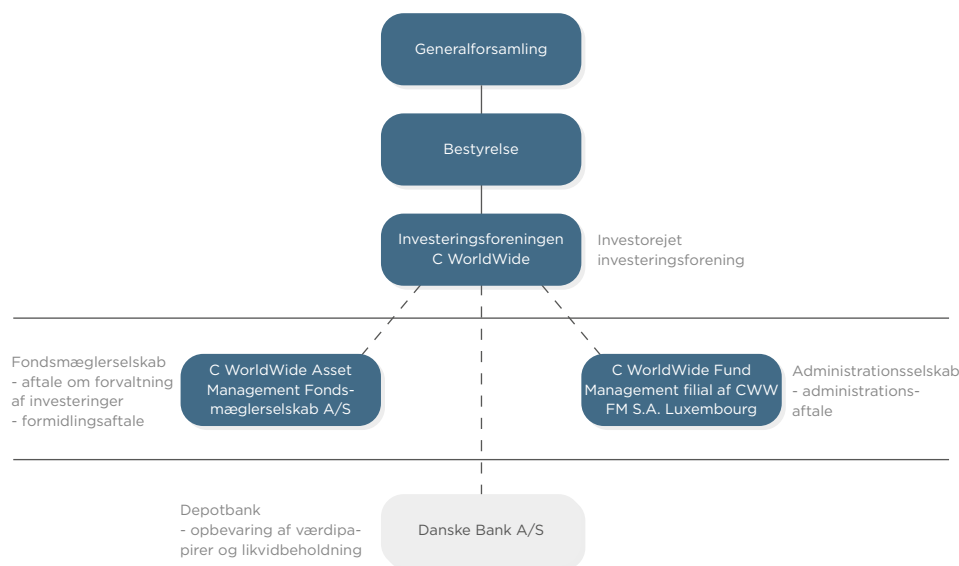 Generalforsamling
Bestyrelse
Investeringsforeningen
C WorldWide
Investorejet
investeringsforening
Fondsmæglerselskab
- aftale om forvaltning
af investeringer
- formidlingsaftale
C WorldWide Asset
Management Fonds-
mæglerselskab A/S
C WorldWide Fund
Management filial af CWW
FM S.A. Luxembourg
Administrationsselskab
- administrations-
aftale
Depotbank
- opbevaring af værdipa-
pirer og likvidbeholdning
Danske Bank A/S